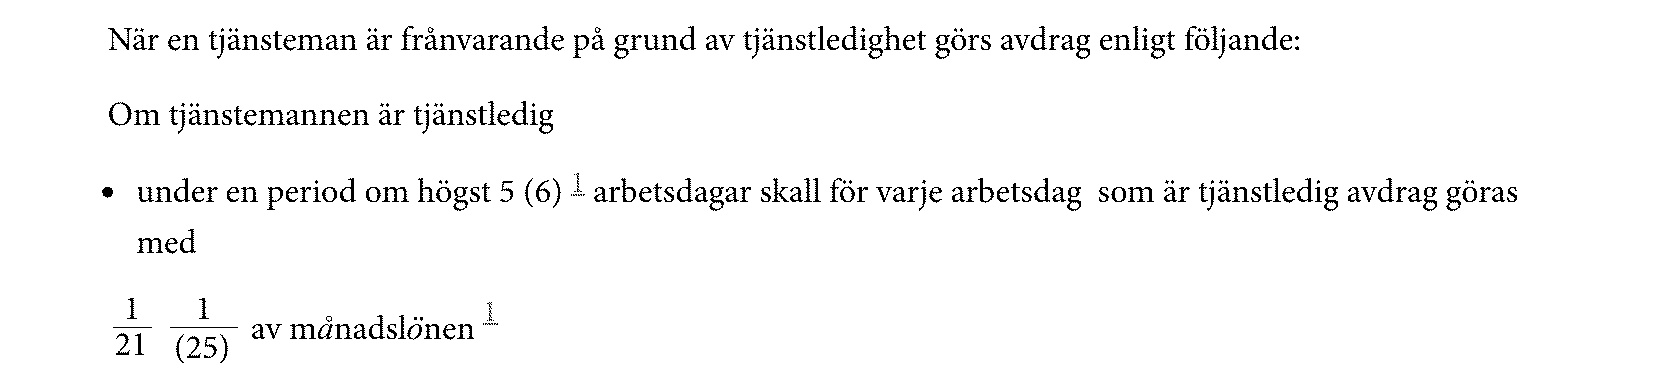 När en tjänsteman är frånvarande på grund av tjänstledighet görs avdrag enligt följande:
Om tjänstemannen är tjänstledig
• under en period om högst 5 (6) 1 arbetsdagar skall för varje arbetsdag  som är tjänstledig avdrag göras
med
1/21 1/(25) av månadslönen 1